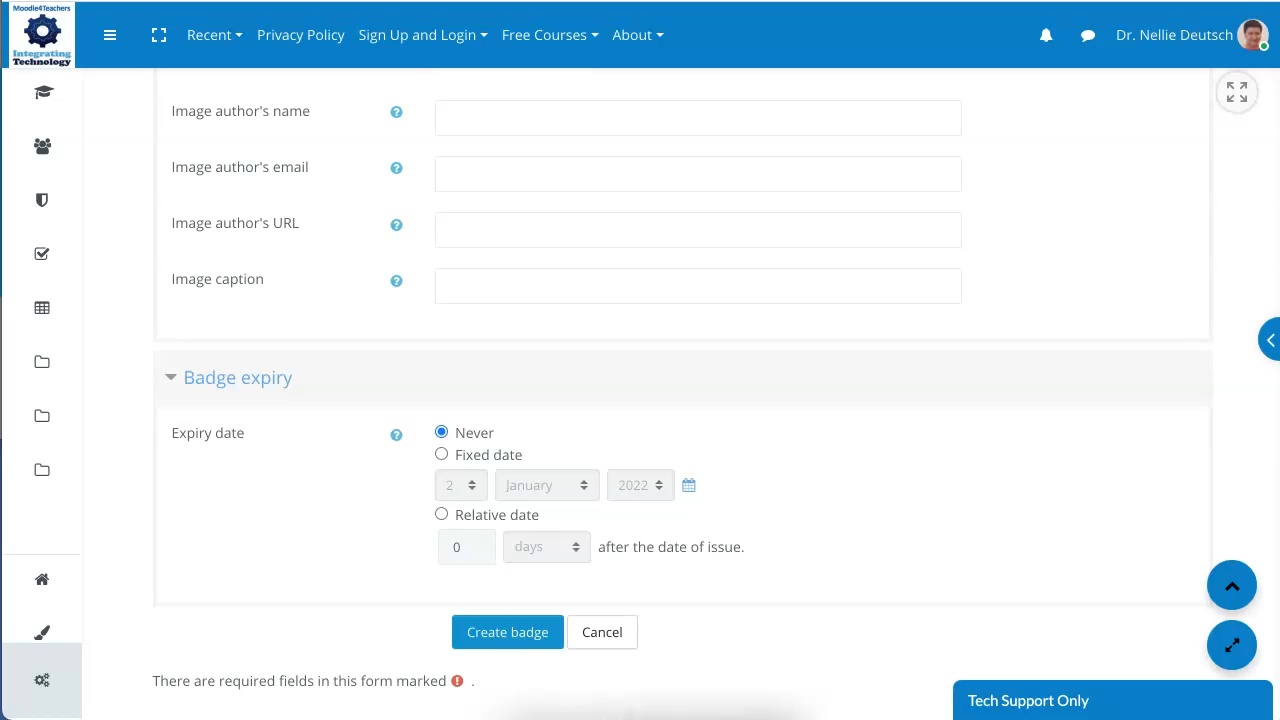 Moodle4Teachers
Integrating
Technology
Recent Privacy Policy Sign Up and Login Free Courses About Dr. Nellie Deutsch
Image author's name
Image author's email
Image author's URL
Image caption
Badge expiry
Expiry date
Never
Fixed date
2 January 2022
Relative date
0 days after the date of issue.
Create badge Cancel
There are required fields in this form marked .
Tech Support Only